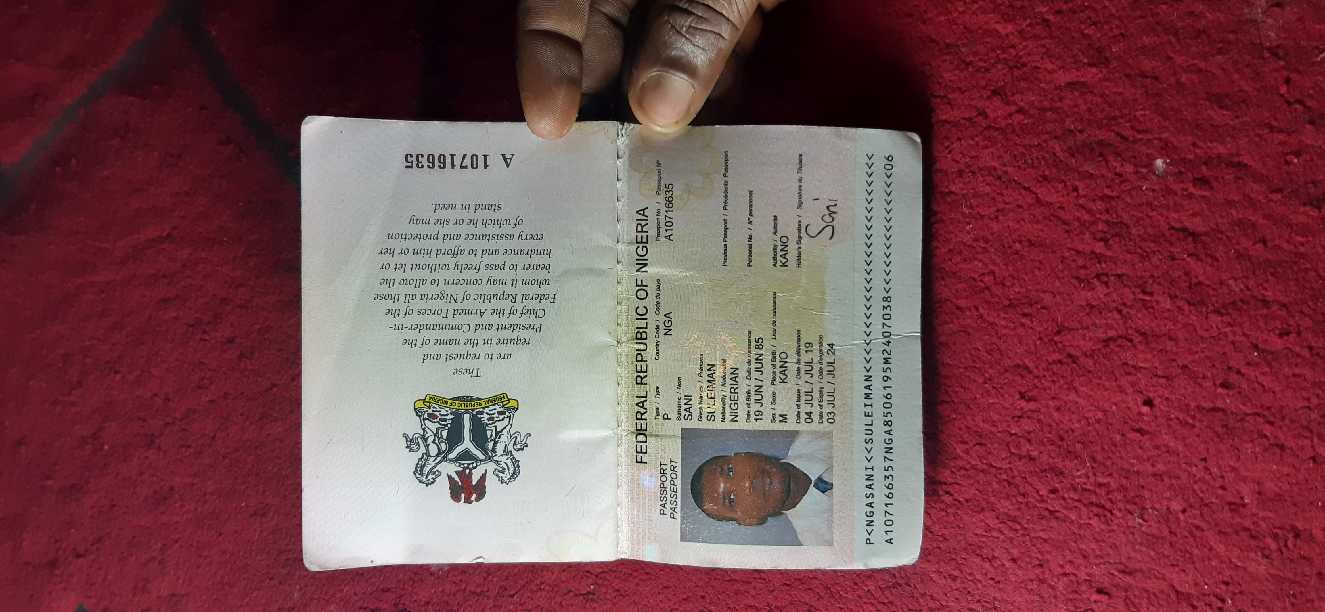 These
are to request and
require in the name of the
President and Commander-in-
Chief of the Armed Forces of the
Federal Republic of Nigeria all those
whom it may concern to allow the
bearer to pass freely without let or
hindrance and to afford him or her
every assistance and protection
of which he or she may
stand in need.
A 10716635
FEDERAL REPUBLIC OF NIGERIA
PASSPORT
PASSEPORT
Type / Type Country Code / Code du pays Passport No. / Passeport N°
P NGA A10716635
Surname / Nom
SANI
Given Names / Prénoms
SULEIMAN
Nationality / Nationalité Previous Passport / Précédents Passeport
NIGERIAN
Date of Birth / Date de naissance Personal No. / N° personnel
19 JUN / JUN 85
Sex / Sexe Place of Birth / Lieu de naissance Authority / Autorité
M KANO KANO
Date of Issue / Date de délivrance Holder's Signature / Signature du Titulaire
04 JUL / JUL 19
Sani
Date of Expiry / Date d'expiration
03 JUL / JUL 24
P<NGASANI<<SULEIMAN<<<<<<<<<<<<<<<<<<<<<<<<<
A107166357NGA8506195M2407038<<<<<<<<<<<<<<06